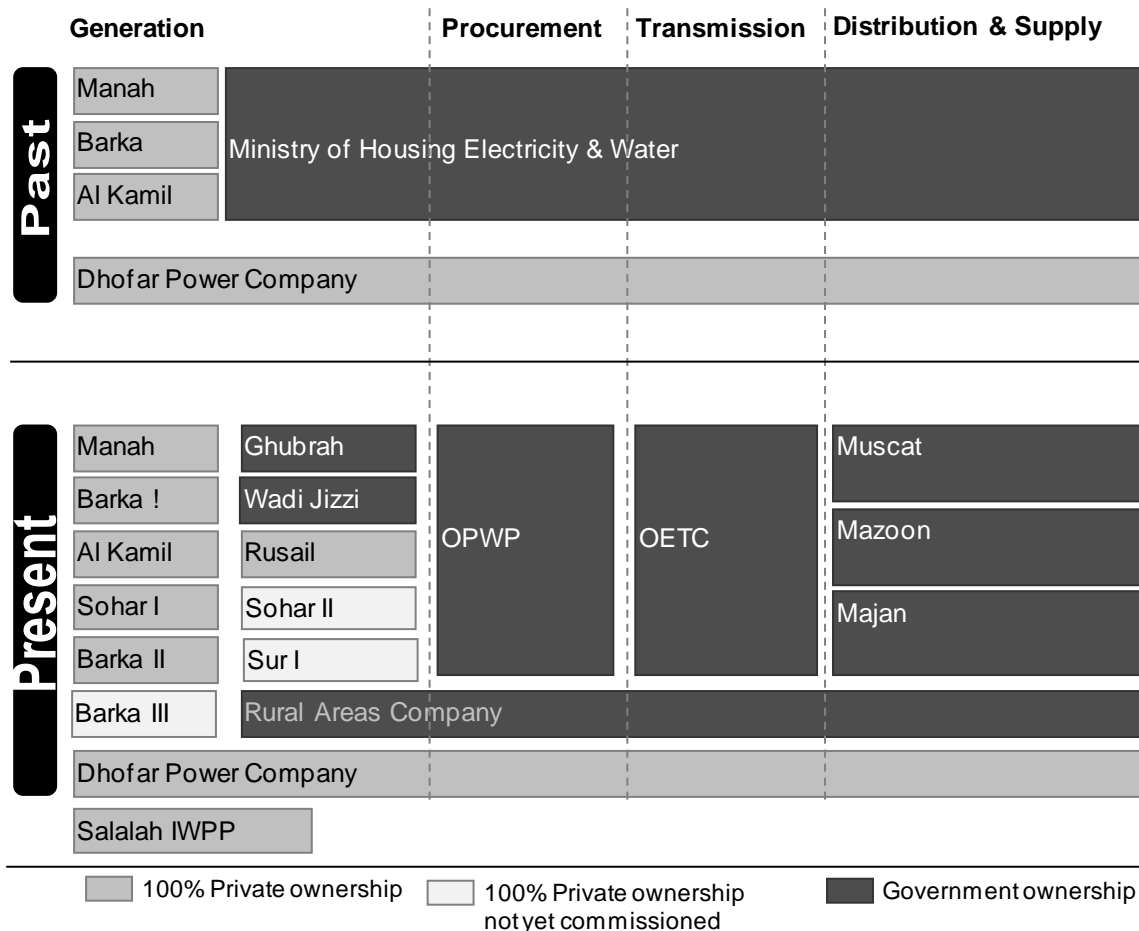 Generation
Procurement
Transmission
Distribution & Supply
Past
Manah
Barka
Al Kamil
Ministry of Housing Electricity & Water
Dhofar Power Company
Present
Manah
Ghubrah
OPWP
OETC
Muscat
Barka !
Wadi Jizzi
Mazoon
Al Kamil
Rusail
Sohar I
Sohar II
Majan
Barka II
Sur I
Barka III
Rural Areas Company
Dhofar Power Company
Salalah IWPP
100% Private ownership
100% Private ownership
not yet commissioned
Government ownership